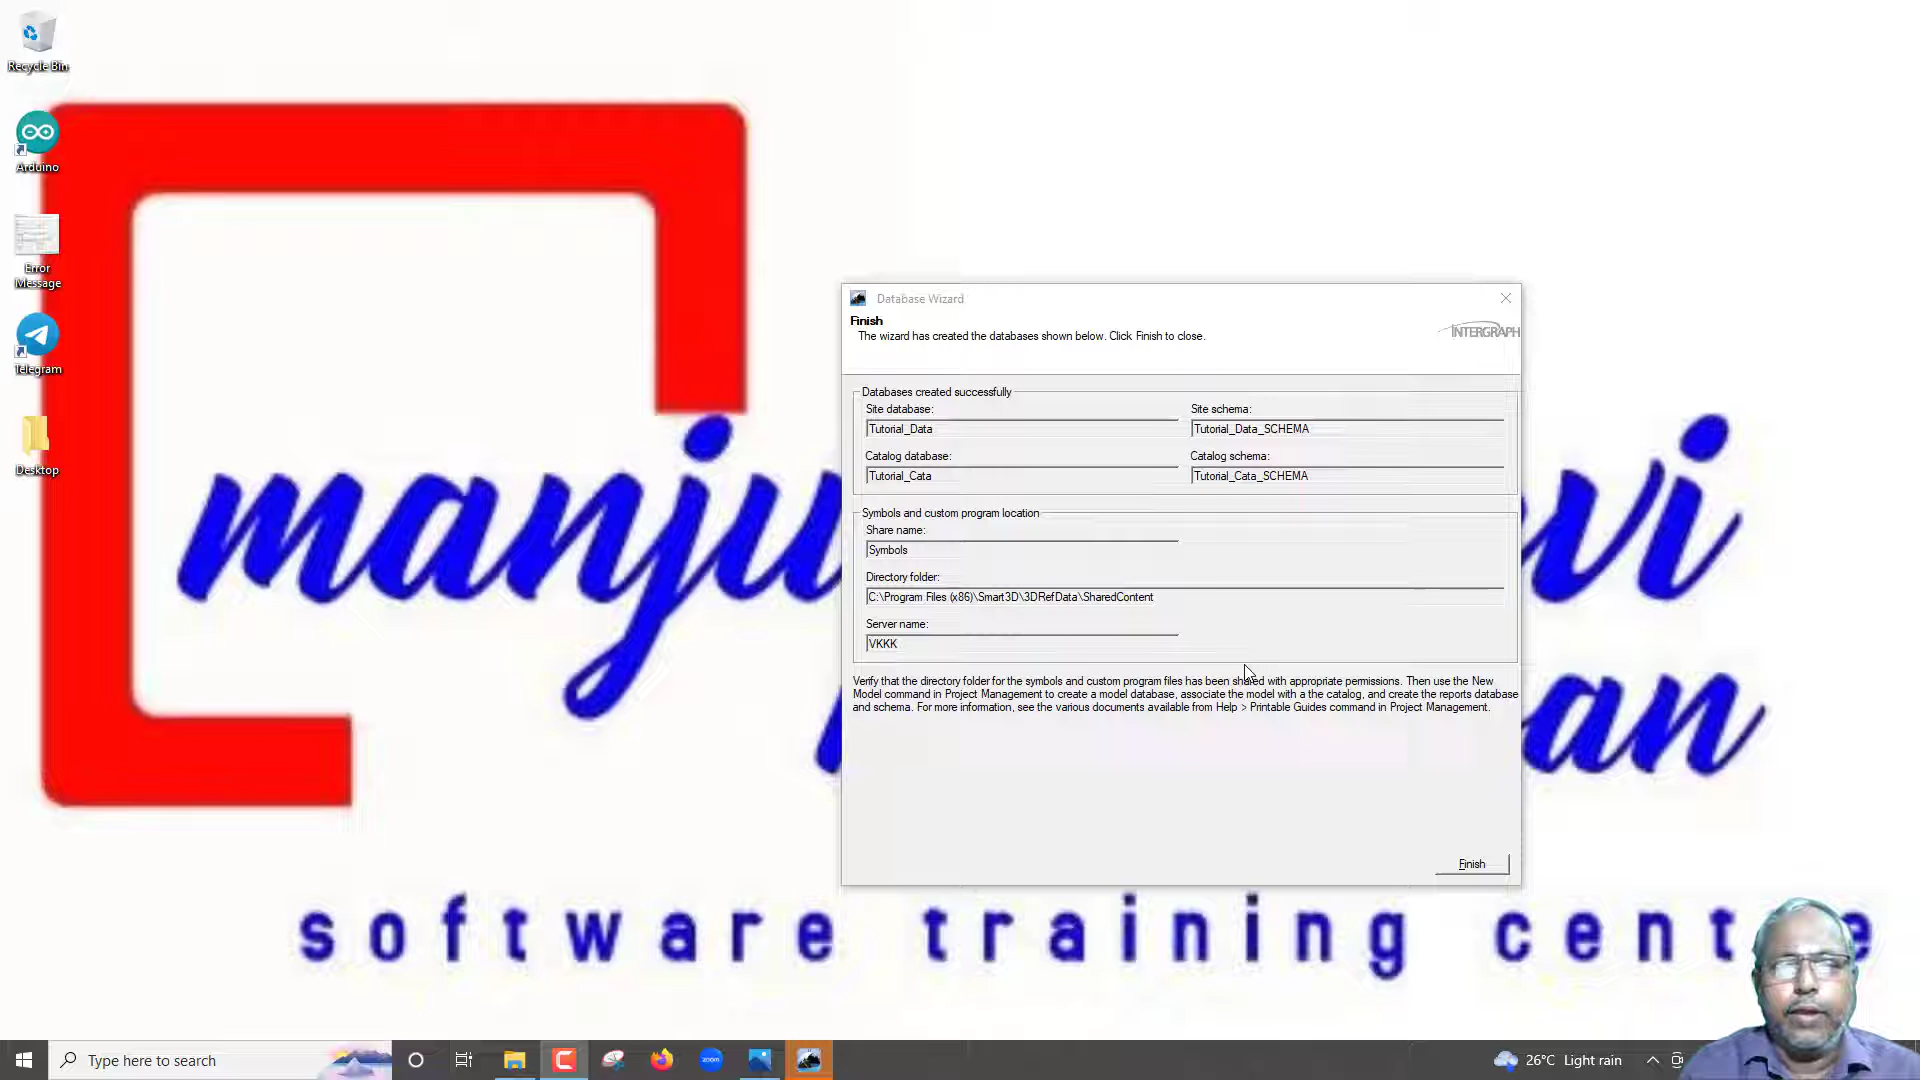 Recycle Bin
Arduino
Error
Message
Telegram
Desktop
software training cent e
Database Wizard
Finish
The wizard has created the databases shown below. Click Finish to close.
INTERGRAPH
Databases created successfully
Site database:
Site schema:
Tutorial_Data
Tutorial_Data_SCHEMA
Catalog database:
Catalog schema:
Tutorial_Cata
Tutorial_Cata_SCHEMA
Symbols and custom program location
Share name:
Symbols
Directory folder:
C:\Program Files (x86)\Smart3D\3DRefData\SharedContent
Server name:
VKKK
Verify that the directory folder for the symbols and custom program files has been shared with appropriate permissions. Then use the New
Model command in Project Management to create a model database, associate the model with a the catalog, and create the reports database
and schema. For more information, see the various documents available from Help > Printable Guides command in Project Management.
Finish
Type here to search
zoom
26°C Light rain